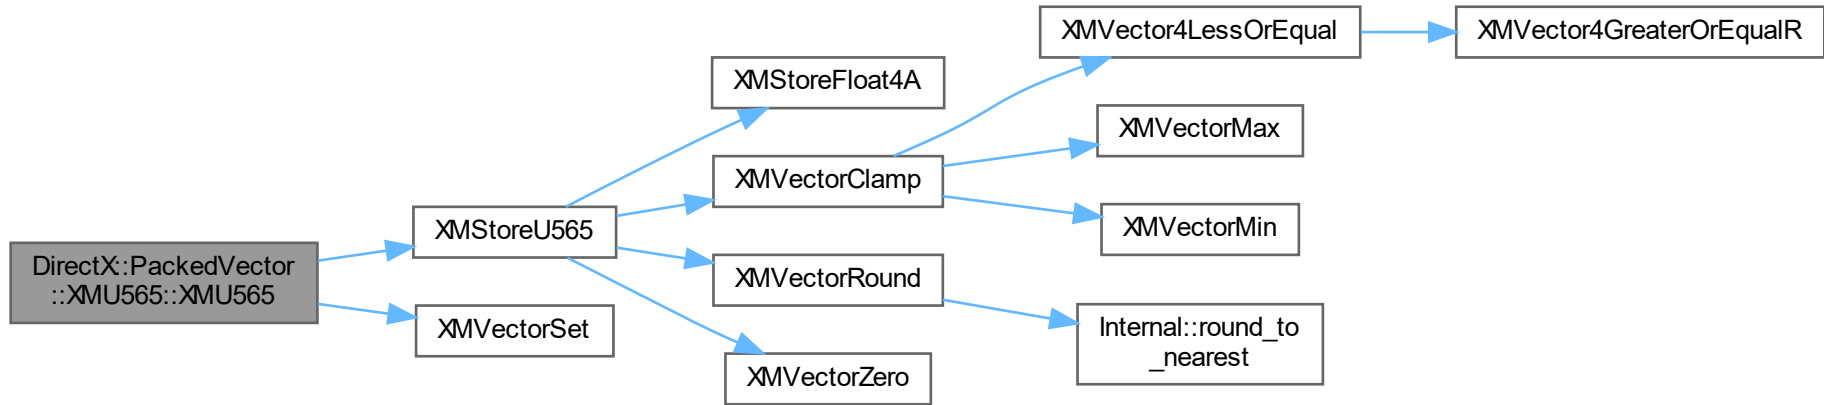 DirectX::PackedVector
::XMU565::XMU565
XMStoreU565
XMVectorSet
XMStoreFloat4A
XMVectorClamp
XMVectorRound
XMVectorZero
XMVector4LessOrEqual
XMVectorMax
XMVectorMin
Internal::round_to
_nearest
XMVector4GreaterOrEqualR